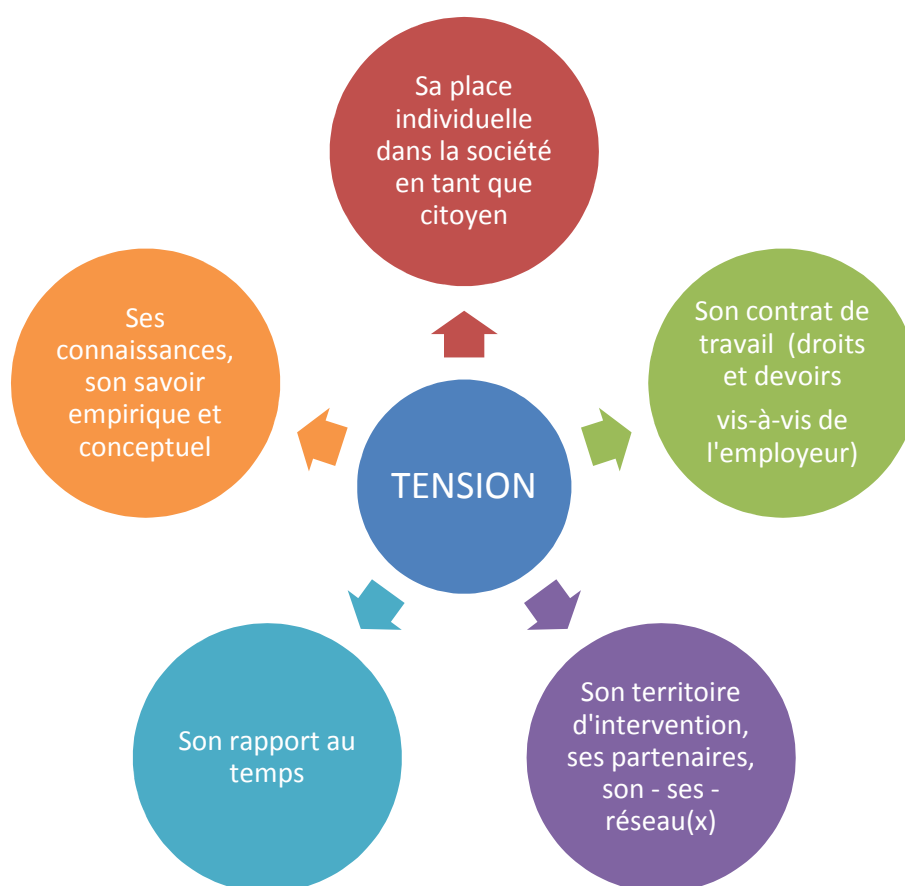 Sa place
individuelle
dans la société
en tant que
citoyen
Ses
connaissances,
son savoir
empirique et
conceptuel
Son contrat de
travail  (droits
et devoirs
vis-à-vis de
l'employeur)
TENSION
Son rapport au
temps
Son territoire
d'intervention,
ses partenaires,
son - ses -
réseau(x)